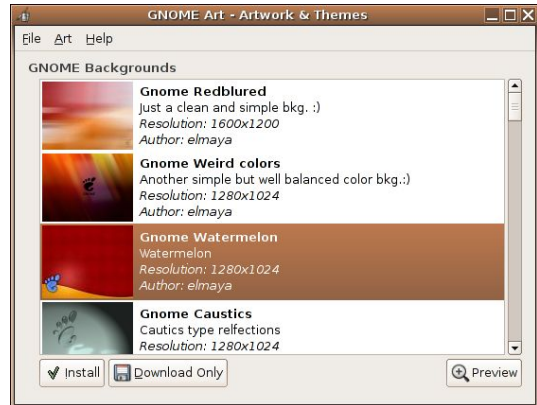 GNOME Art - Artwork & Themes
File Art Help
GNOME Backgrounds
Gnome Redblured
Just a clean and simple bkg. :)
Resolution: 1600x1200
Author: elmaya
Gnome Weird colors
Another simple but well balanced color bkg.:)
Resolution: 1280x1024
Author: elmaya
Gnome Watermelon
Watermelon
Resolution: 1280x1024
Author: elmaya
Gnome Caustics
Cautics type relfections
Resolution: 1280x1024
Install Download Only Preview